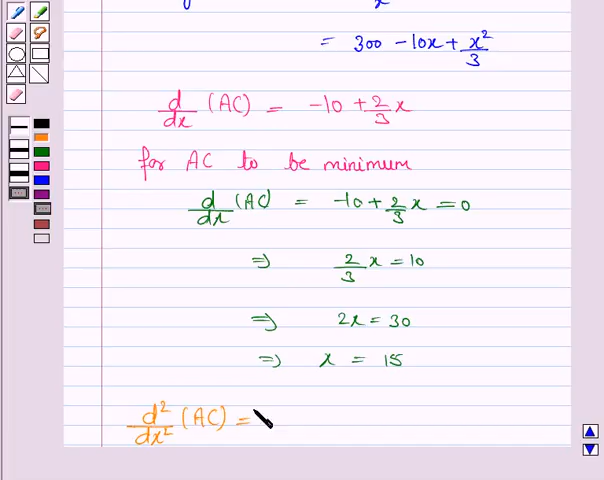 = 300 - 10x + x²/3
d/dx (AC) = -10 + 2/3 x
for AC to be minimum
d/dx (AC) = -10 + 2/3 x = 0
⇒ 2/3 x = 10
⇒ 2x = 30
⇒ x = 15
d²/dx² (AC) =